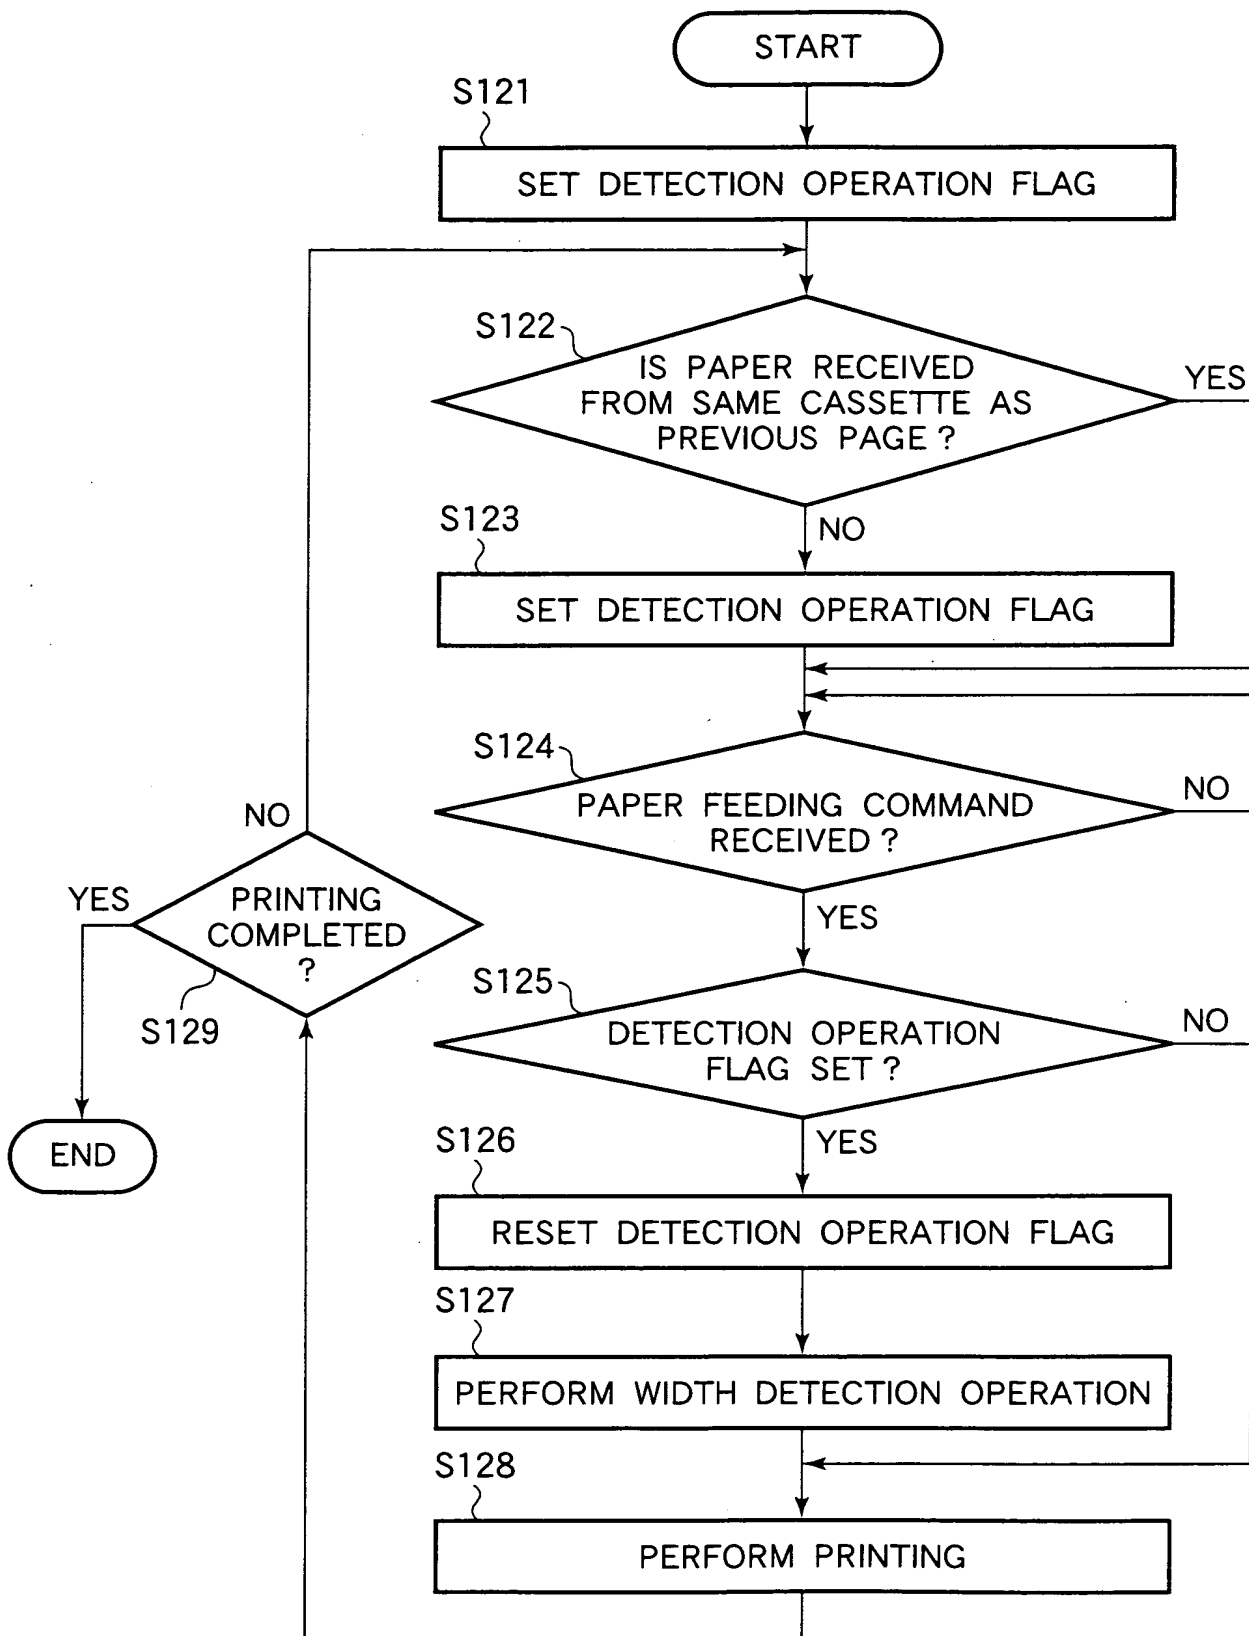 START
S121
SET DETECTION OPERATION FLAG
S122
IS PAPER RECEIVED
FROM SAME CASSETTE AS
PREVIOUS PAGE ?
YES
NO
S123
SET DETECTION OPERATION FLAG
S124
PAPER FEEDING COMMAND
RECEIVED ?
NO
YES
S125
DETECTION OPERATION
FLAG SET ?
NO
YES
S126
RESET DETECTION OPERATION FLAG
S127
PERFORM WIDTH DETECTION OPERATION
S128
PERFORM PRINTING
NO
YES
PRINTING
COMPLETED
?
S129
END